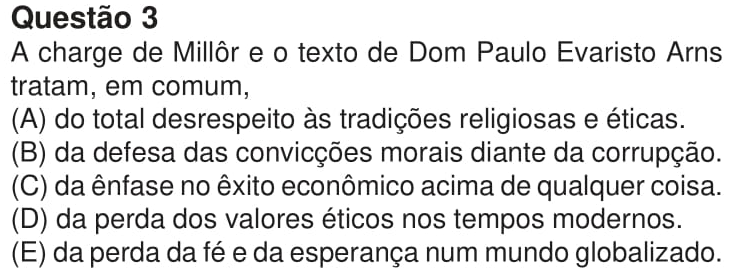 Questão 3
A charge de Millôr e o texto de Dom Paulo Evaristo Arns
tratam, em comum,
(A) do total desrespeito às tradições religiosas e éticas.
(B) da defesa das convicções morais diante da corrupção.
(C) da ênfase no êxito econômico acima de qualquer coisa.
(D) da perda dos valores éticos nos tempos modernos.
(E) da perda da fé e da esperança num mundo globalizado.